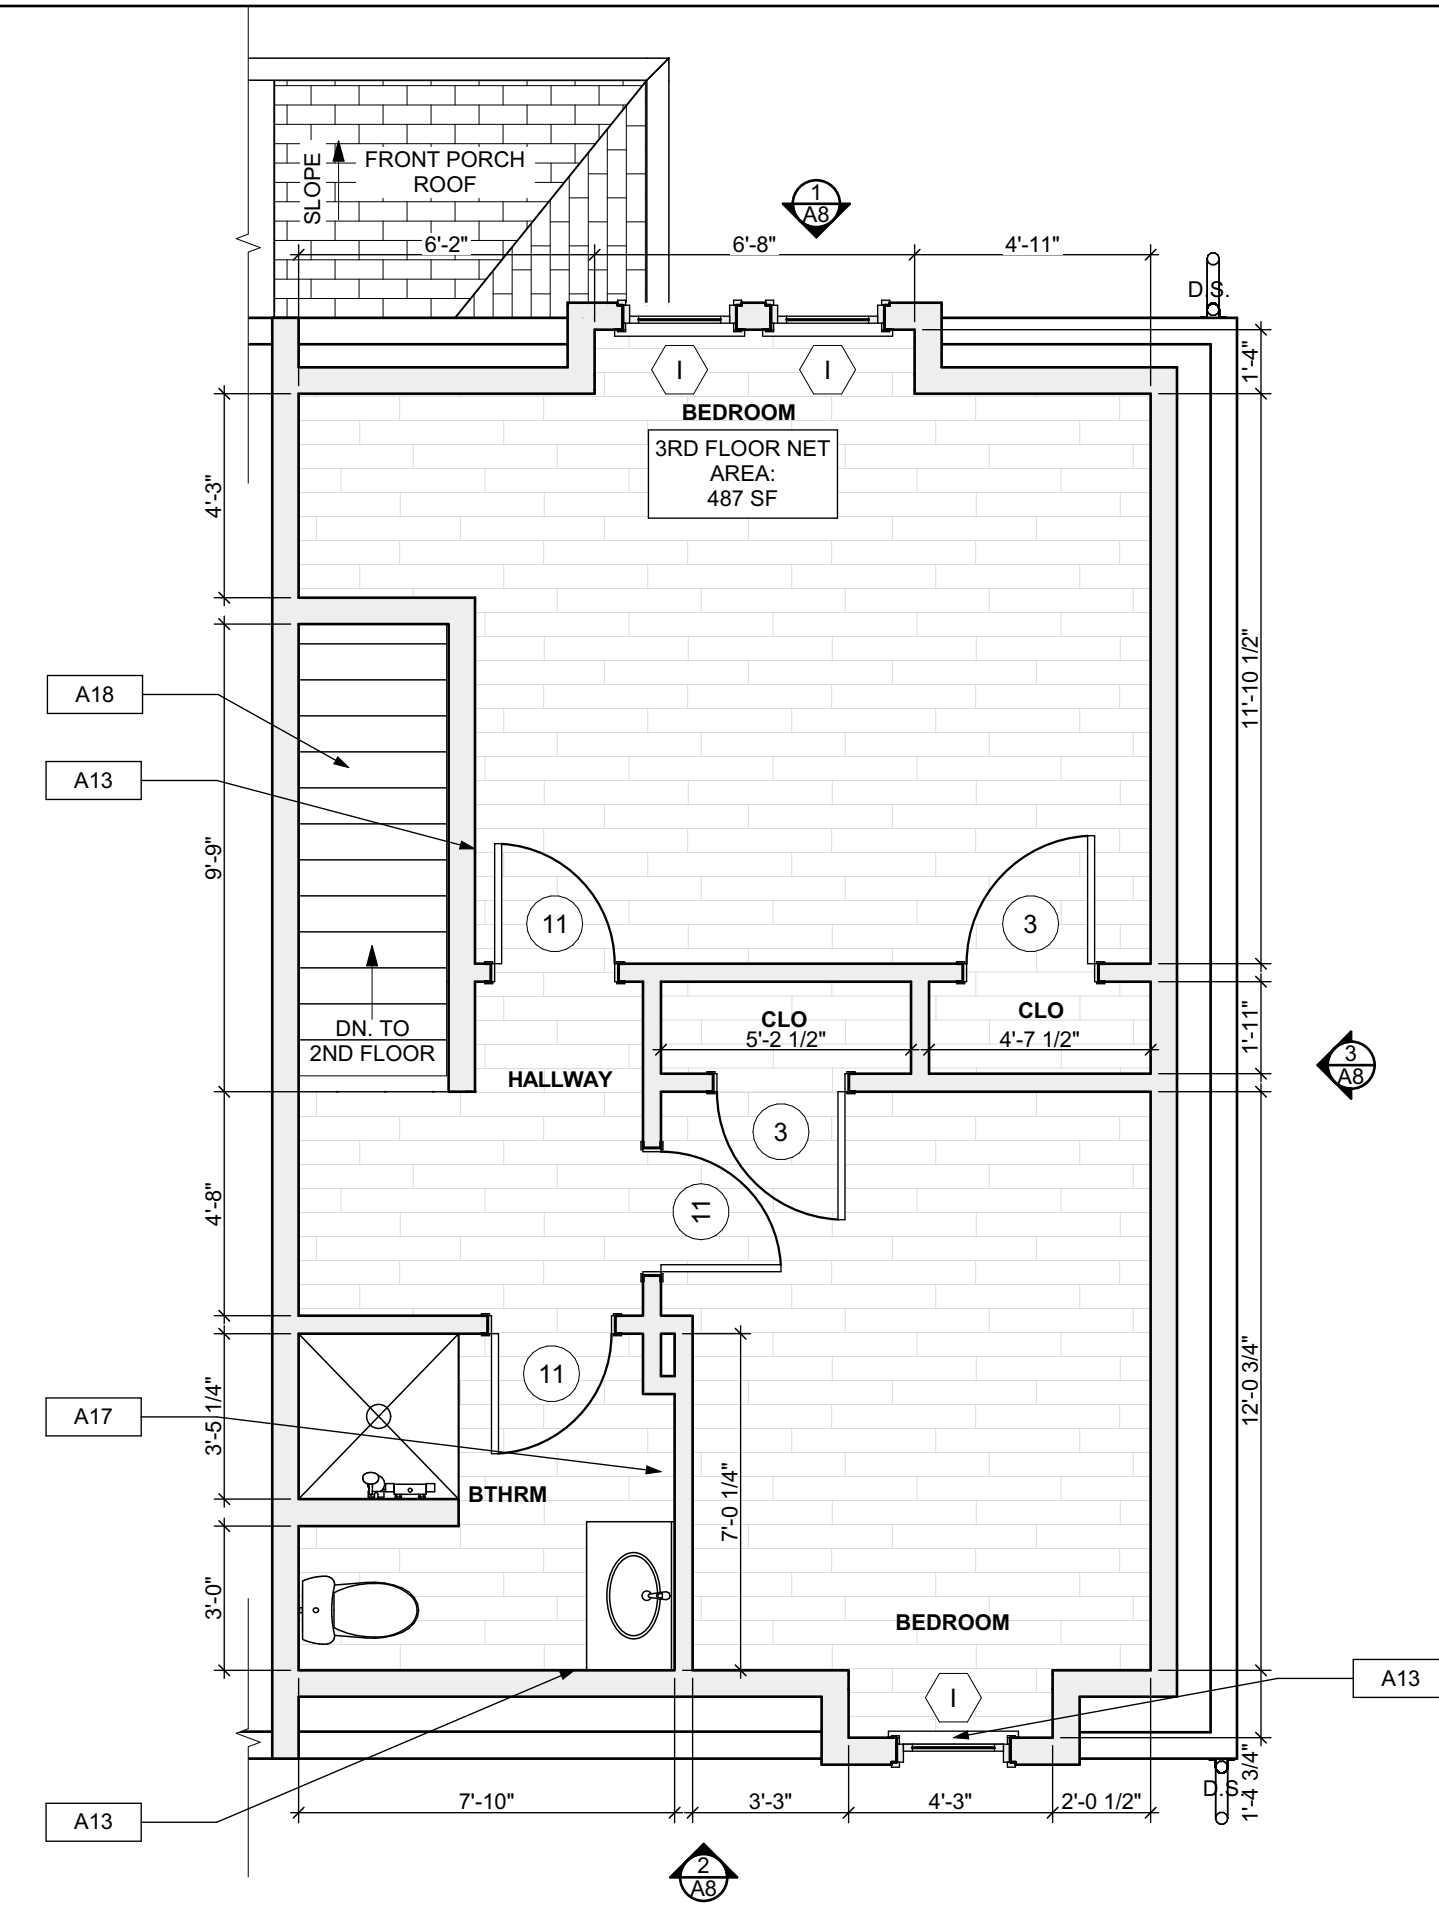 SLOPE
FRONT PORCH
ROOF
1
A8
6'-2"
6'-8"
4'-11"
D.S.
1'-4"
I
I
BEDROOM
3RD FLOOR NET
AREA:
487 SF
4'-3"
11'-10 1/2"
A18
A13
9'-9"
11
3
DN. TO
2ND FLOOR
CLO
5'-2 1/2"
CLO
4'-7 1/2"
1'-11"
3
A8
HALLWAY
3
11
4'-8"
11
3'-5 1/4"
12'-0 3/4"
A17
BTHRM
7'-0 1/4"
3'-0"
BEDROOM
I
A13
A13
7'-10"
3'-3"
4'-3"
2'-0 1/2"
D.S.
1'-4 3/4"
2
A8